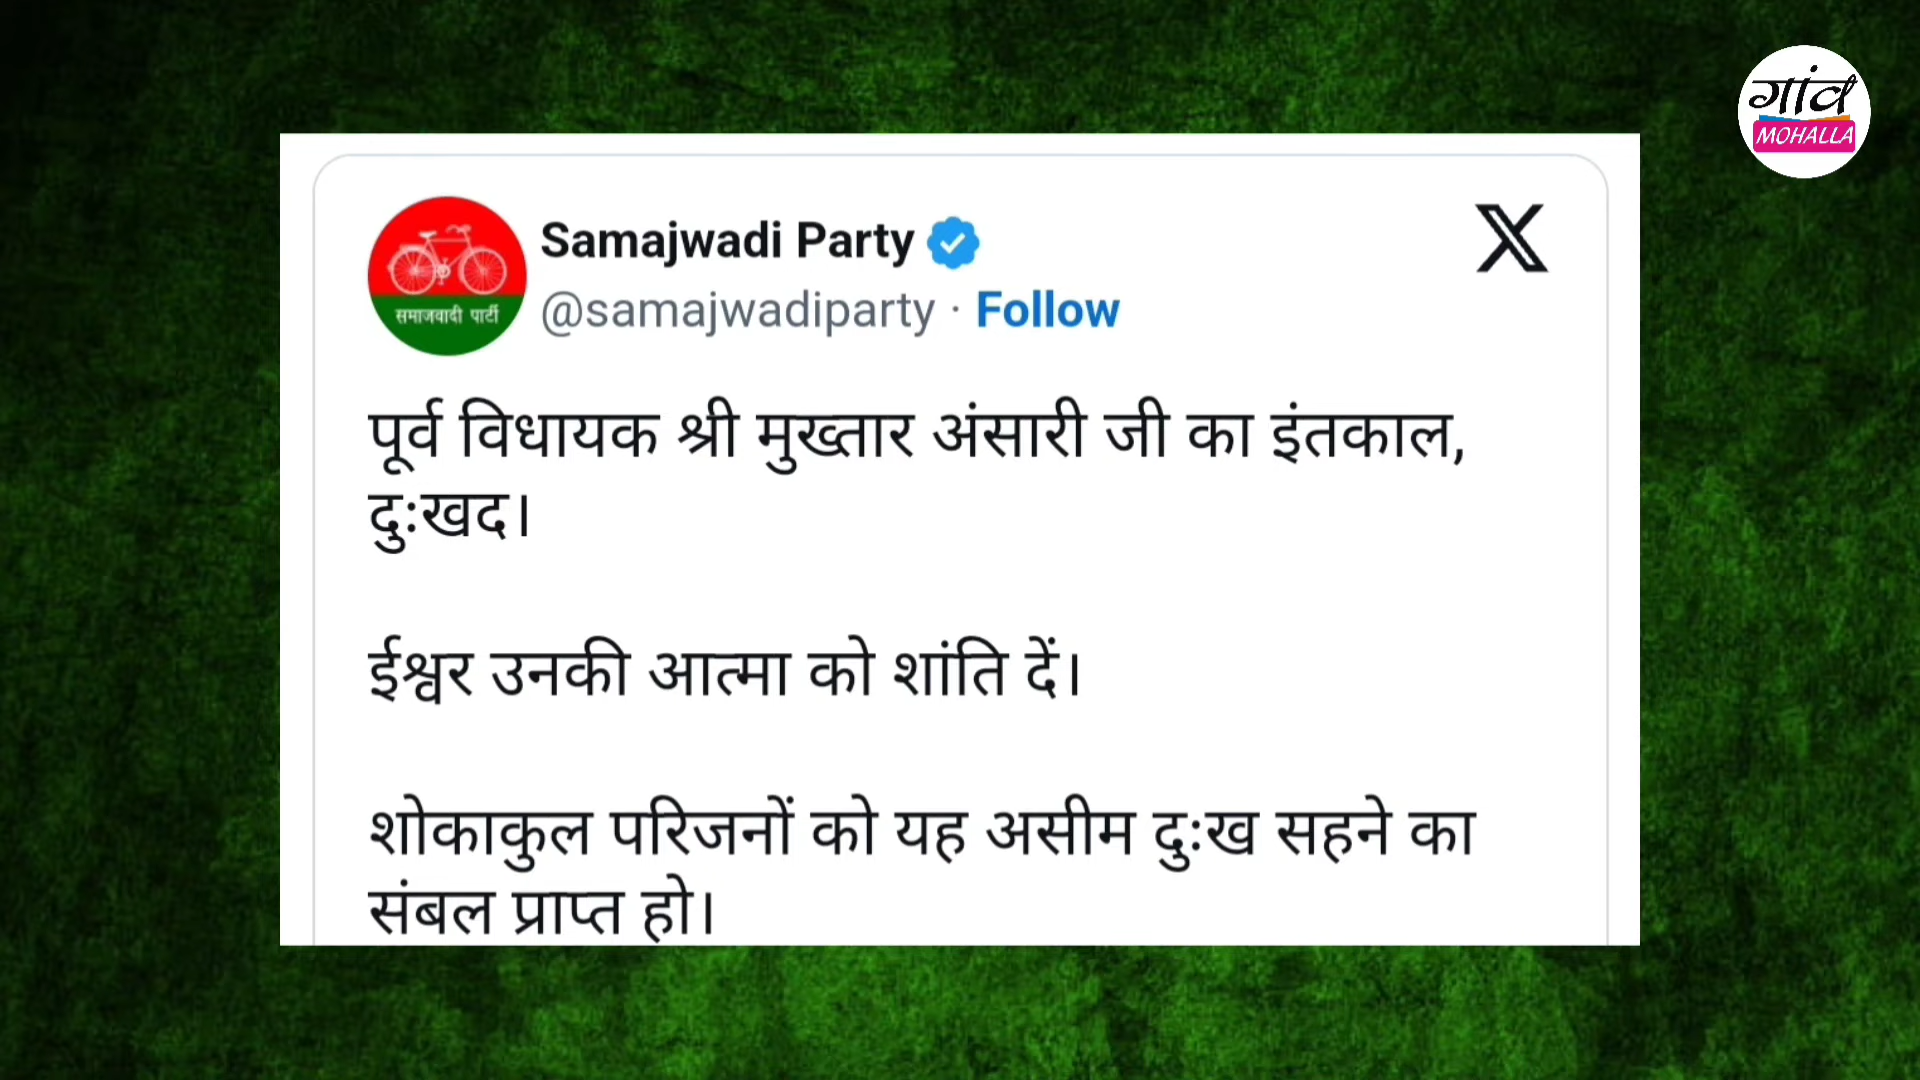 गांव
MOHALLA
Samajwadi Party
@samajwadiparty · Follow
समाजवादी पार्टी
पूर्व विधायक श्री मुख्तार अंसारी जी का इंतकाल,
दुःखद।
ईश्वर उनकी आत्मा को शांति दें।
शोकाकुल परिजनों को यह असीम दुःख सहने का
संबल प्राप्त हो।